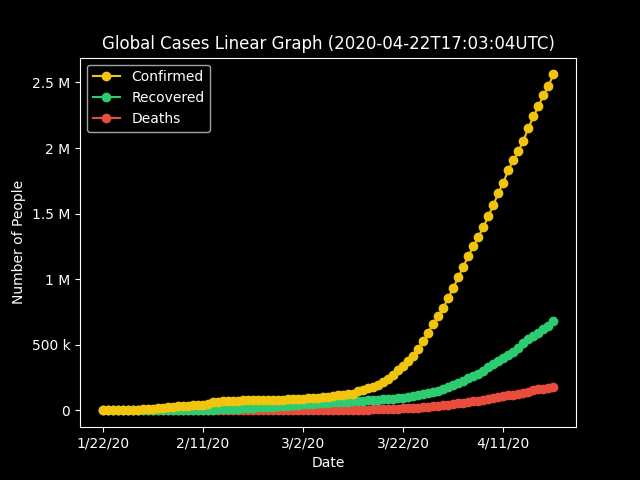 Global Cases Linear Graph (2020-04-22T17:03:04UTC)
Confirmed
Recovered
Deaths
2.5 M
2 M
1.5 M
1 M
500 k
0
Number of People
1/22/20
2/11/20
3/2/20
3/22/20
4/11/20
Date